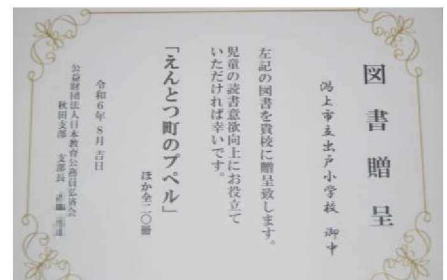 図書贈呈
潟上市立出戸小学校 御中
左記の図書を貴校に贈呈致します。
児童の読書意欲向上にお役立て
いただければ幸いです。
「えんとつ町のプペル」
ほか全二〇冊
令和6年8月吉日
公益財団法人日本教育公務員弘済会
秋田支部 支部長